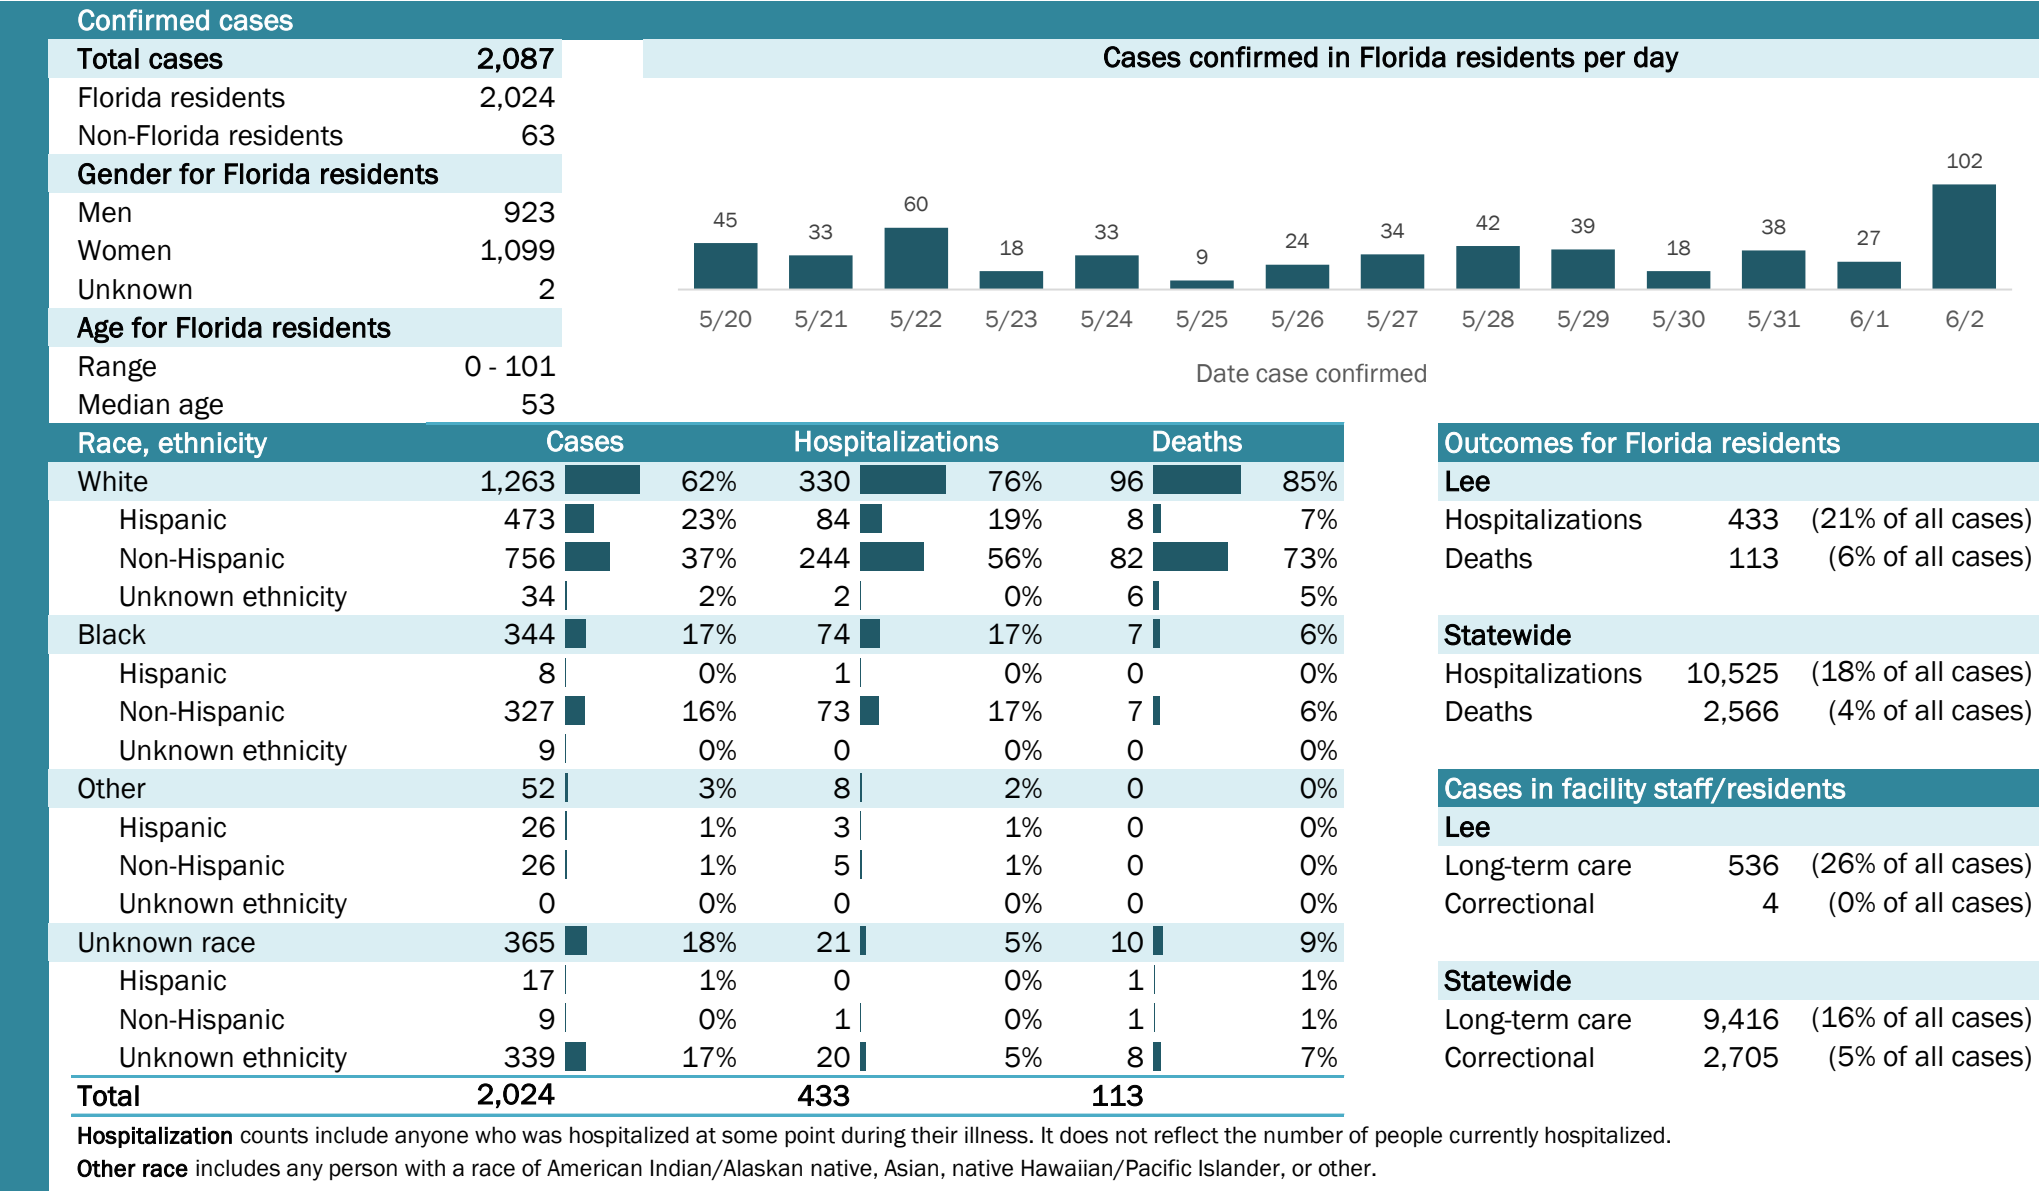 Confirmed cases
Total cases 2,087
Florida residents 2,024
Non-Florida residents 63
Gender for Florida residents
Men 923
Women 1,099
Unknown 2
Age for Florida residents
Range 0 - 101
Median age 53
Cases confirmed in Florida residents per day
45 33 60 18 33 9 24 34 42 39 18 38 27 102
5/20 5/21 5/22 5/23 5/24 5/25 5/26 5/27 5/28 5/29 5/30 5/31 6/1 6/2
Date case confirmed
Race, ethnicity Cases Hospitalizations Deaths
White 1,263 62% 330 76% 96 85%
Hispanic 473 23% 84 19% 8 7%
Non-Hispanic 756 37% 244 56% 82 73%
Unknown ethnicity 34 2% 2 0% 6 5%
Black 344 17% 74 17% 7 6%
Hispanic 8 0% 1 0% 0 0%
Non-Hispanic 327 16% 73 17% 7 6%
Unknown ethnicity 9 0% 0 0% 0 0%
Other 52 3% 8 2% 0 0%
Hispanic 26 1% 3 1% 0 0%
Non-Hispanic 26 1% 5 1% 0 0%
Unknown ethnicity 0 0% 0 0% 0 0%
Unknown race 365 18% 21 5% 10 9%
Hispanic 17 1% 0 0% 1 1%
Non-Hispanic 9 0% 1 0% 1 1%
Unknown ethnicity 339 17% 20 5% 8 7%
Total 2,024 433 113
Outcomes for Florida residents
Lee
Hospitalizations 433 (21% of all cases)
Deaths 113 (6% of all cases)
Statewide
Hospitalizations 10,525 (18% of all cases)
Deaths 2,566 (4% of all cases)
Cases in facility staff/residents
Lee
Long-term care 536 (26% of all cases)
Correctional 4 (0% of all cases)
Statewide
Long-term care 9,416 (16% of all cases)
Correctional 2,705 (5% of all cases)
Hospitalization counts include anyone who was hospitalized at some point during their illness. It does not reflect the number of people currently hospitalized.
Other race includes any person with a race of American Indian/Alaskan native, Asian, native Hawaiian/Pacific Islander, or other.